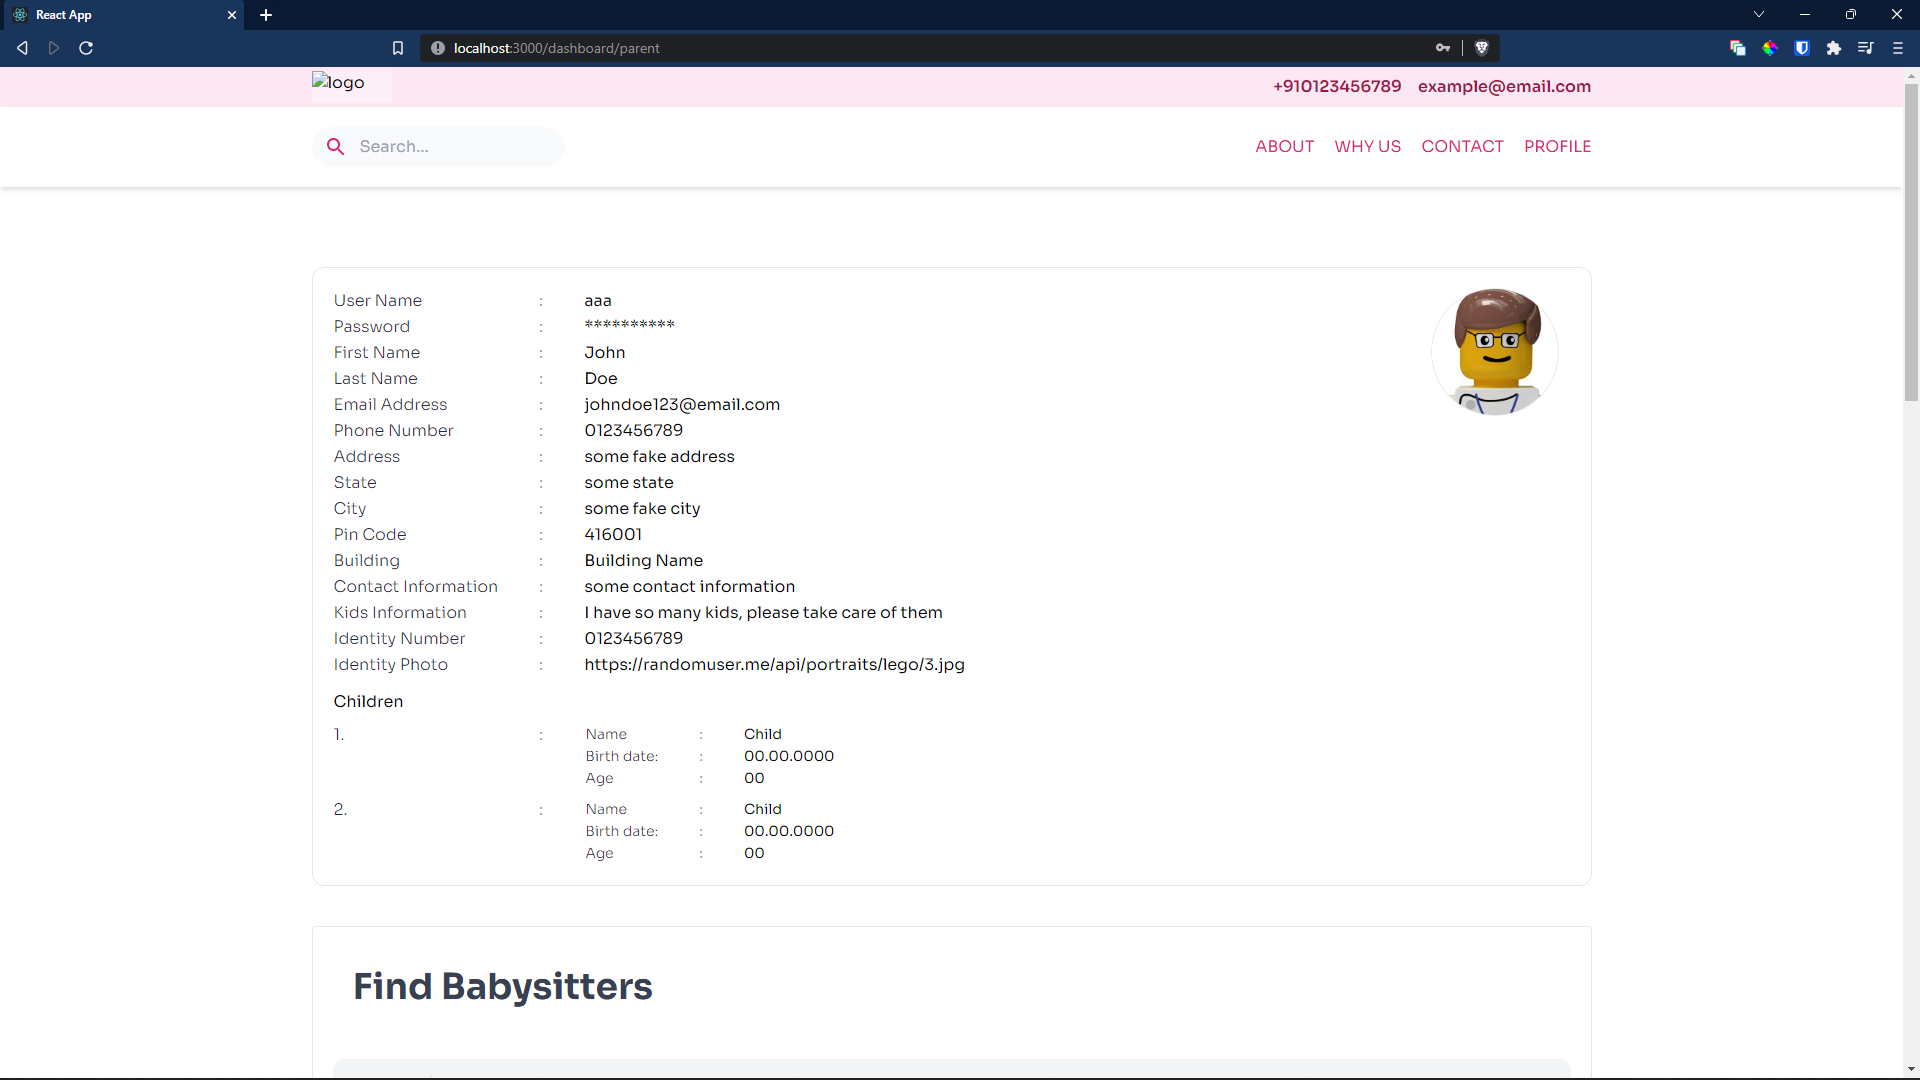 React App
localhost:3000/dashboard/parent
logo
+910123456789 example@email.com
Search...
ABOUT WHY US CONTACT PROFILE
User Name : aaa
Password : **********
First Name : John
Last Name : Doe
Email Address : johndoe123@email.com
Phone Number : 0123456789
Address : some fake address
State : some state
City : some fake city
Pin Code : 416001
Building : Building Name
Contact Information : some contact information
Kids Information : I have so many kids, please take care of them
Identity Number : 0123456789
Identity Photo : https://randomuser.me/api/portraits/lego/3.jpg
Children
1. : Name : Child
Birth date: : 00.00.0000
Age : 00
2. : Name : Child
Birth date: : 00.00.0000
Age : 00
Find Babysitters